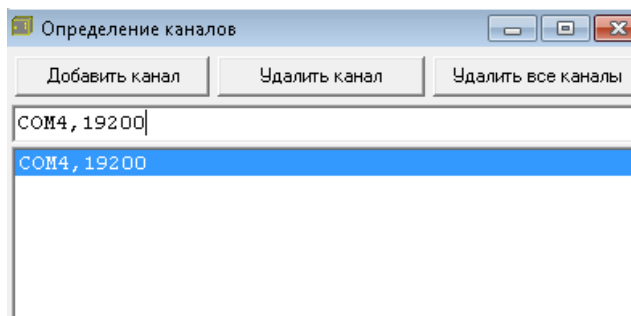 Определение каналов
Добавить канал Удалить канал Удалить все каналы
COM4,19200
COM4,19200